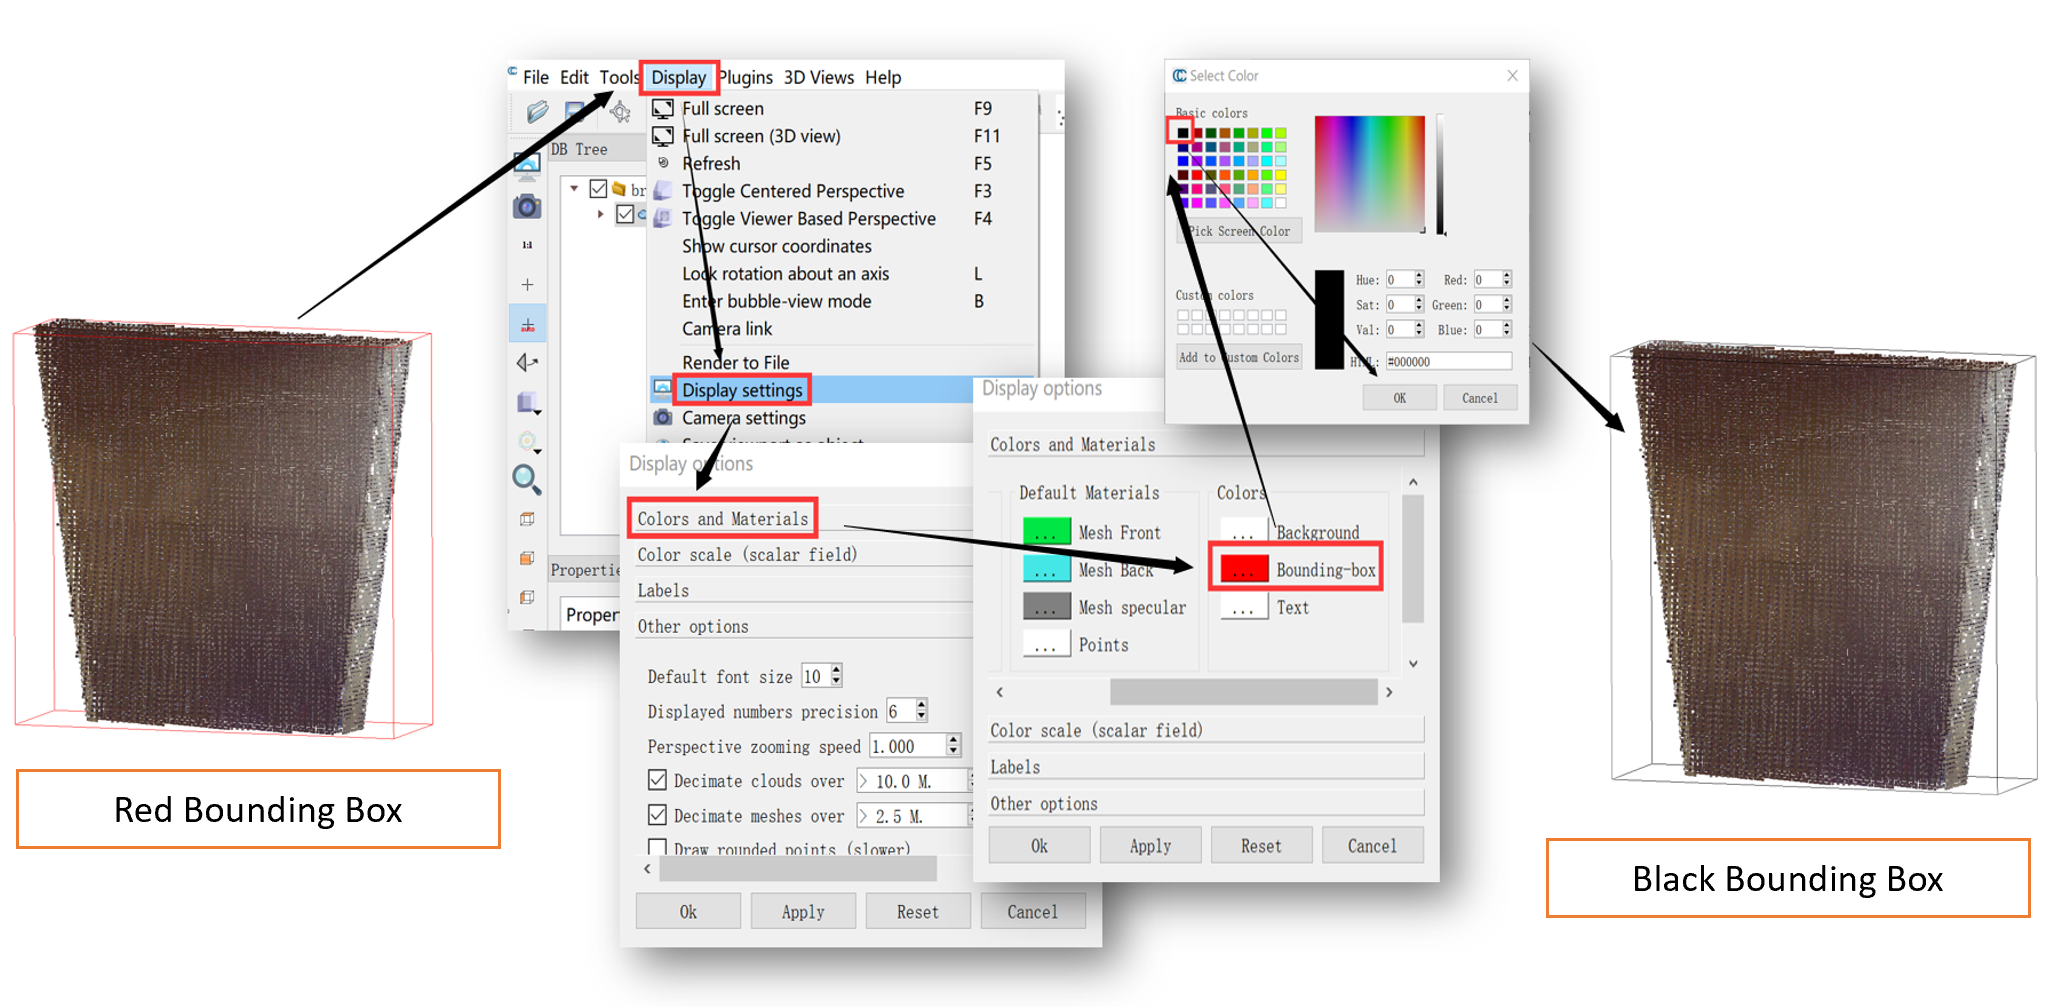 File Edit Tools Display Plugins 3D Views Help
Full screen F9
Full screen (3D view) F11
DB Tree
Refresh F5
Toggle Centered Perspective F3
Toggle Viewer Based Perspective F4
Show cursor coordinates
1:1
Lock rotation about an axis L
Enter bubble-view mode B
Camera link
Render to File
Display settings
Camera settings
Properties
Display options
Colors and Materials
Color scale (scalar field)
Labels
Other options
Default font size 10
Displayed numbers precision 6
Perspective zooming speed 1.000
Decimate clouds over > 10.0 M.
Decimate meshes over > 2.5 M.
Draw rounded points (slower)
Ok Apply Reset Cancel
Display options
Colors and Materials
Default Materials
... Mesh Front
... Mesh Back
... Mesh specular
... Points
Colors
... Background
... Bounding-box
... Text
Color scale (scalar field)
Labels
Other options
Ok Apply Reset Cancel
Select Color
Basic colors
Pick Screen Color
Custom colors
Add to Custom Colors
Hue: 0 Red: 0
Sat: 0 Green: 0
Val: 0 Blue: 0
HTML: #000000
OK Cancel
Red Bounding Box
Black Bounding Box